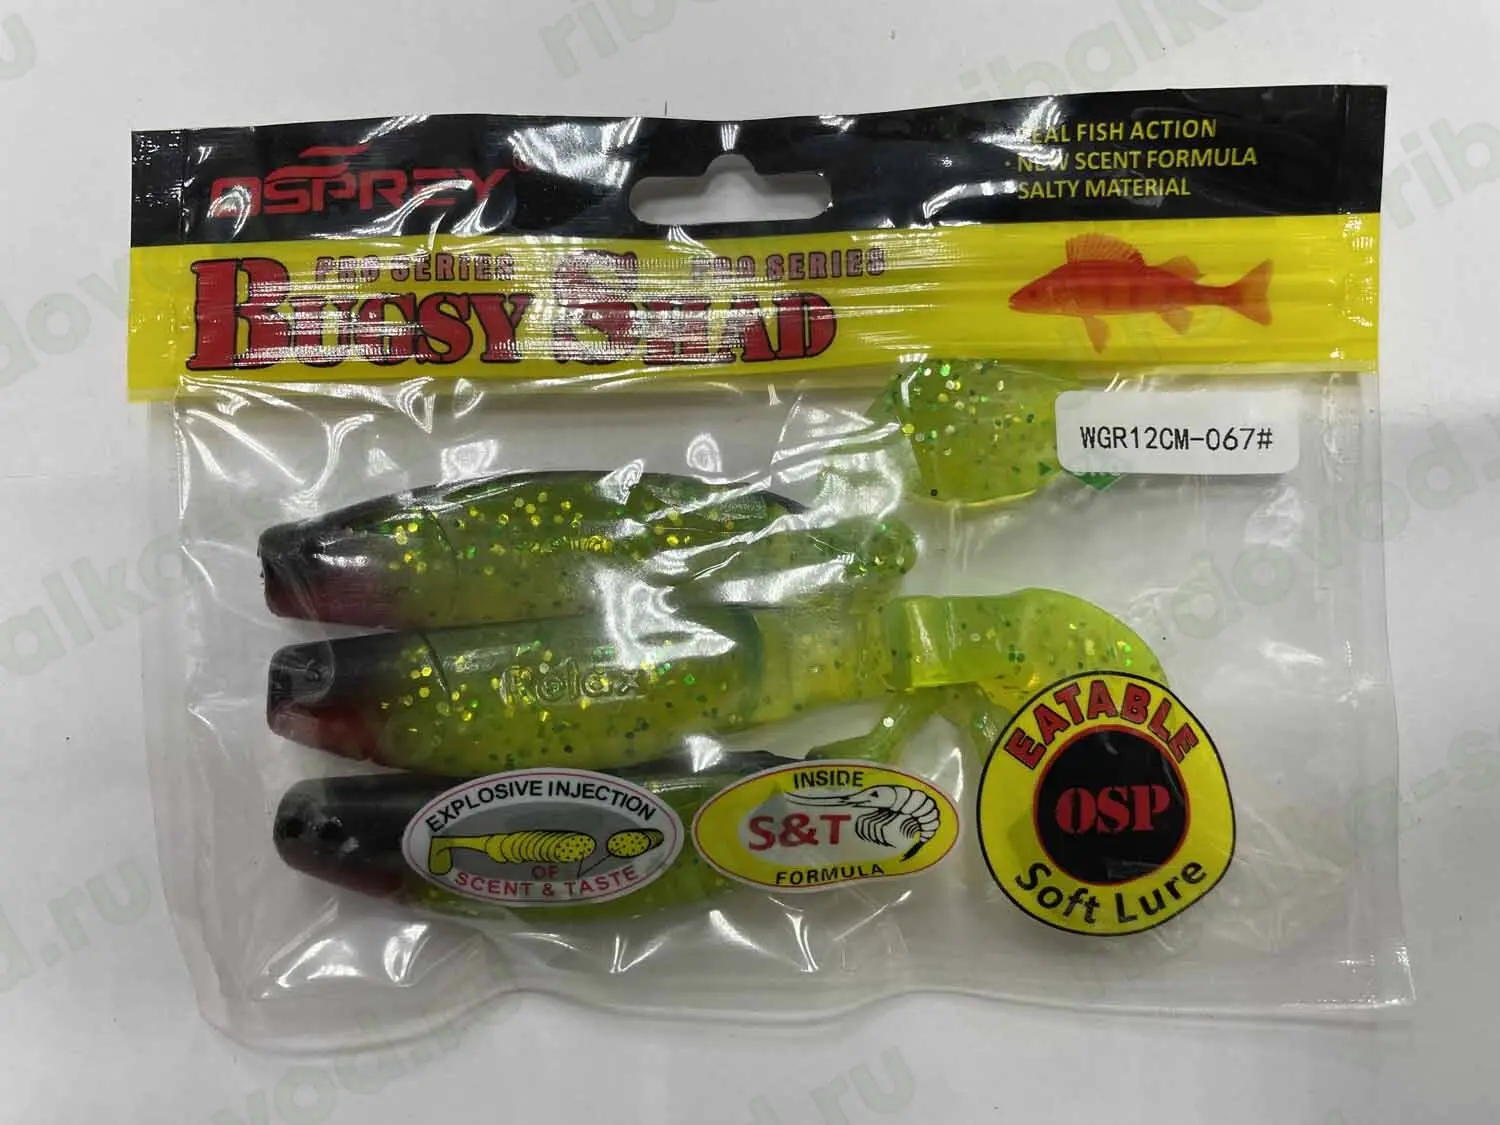 OSPREY®
· REAL FISH ACTION
· NEW SCENT FORMULA
SALTY MATERIAL
PRO SERIES PRO SERIES
BUGSY SHAD
WGR12CM-067#
Relax
EXPLOSIVE INJECTION
OF
SCENT & TASTE
INSIDE
S&T
FORMULA
EATABLE
OSP
Soft Lure